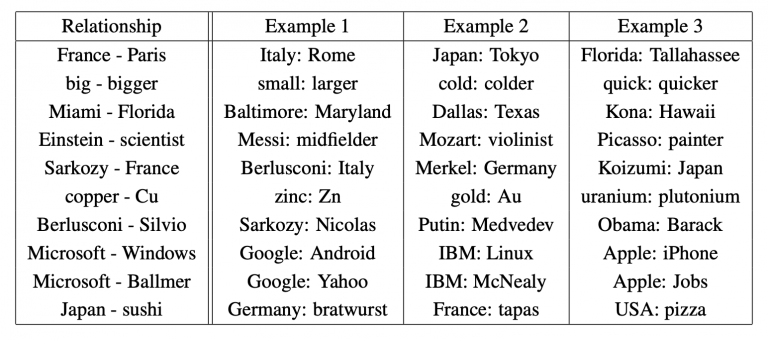 Relationship Example 1 Example 2 Example 3
France - Paris Italy: Rome Japan: Tokyo Florida: Tallahassee
big - bigger small: larger cold: colder quick: quicker
Miami - Florida Baltimore: Maryland Dallas: Texas Kona: Hawaii
Einstein - scientist Messi: midfielder Mozart: violinist Picasso: painter
Sarkozy - France Berlusconi: Italy Merkel: Germany Koizumi: Japan
copper - Cu zinc: Zn gold: Au uranium: plutonium
Berlusconi - Silvio Sarkozy: Nicolas Putin: Medvedev Obama: Barack
Microsoft - Windows Google: Android IBM: Linux Apple: iPhone
Microsoft - Ballmer Google: Yahoo IBM: McNealy Apple: Jobs
Japan - sushi Germany: bratwurst France: tapas USA: pizza